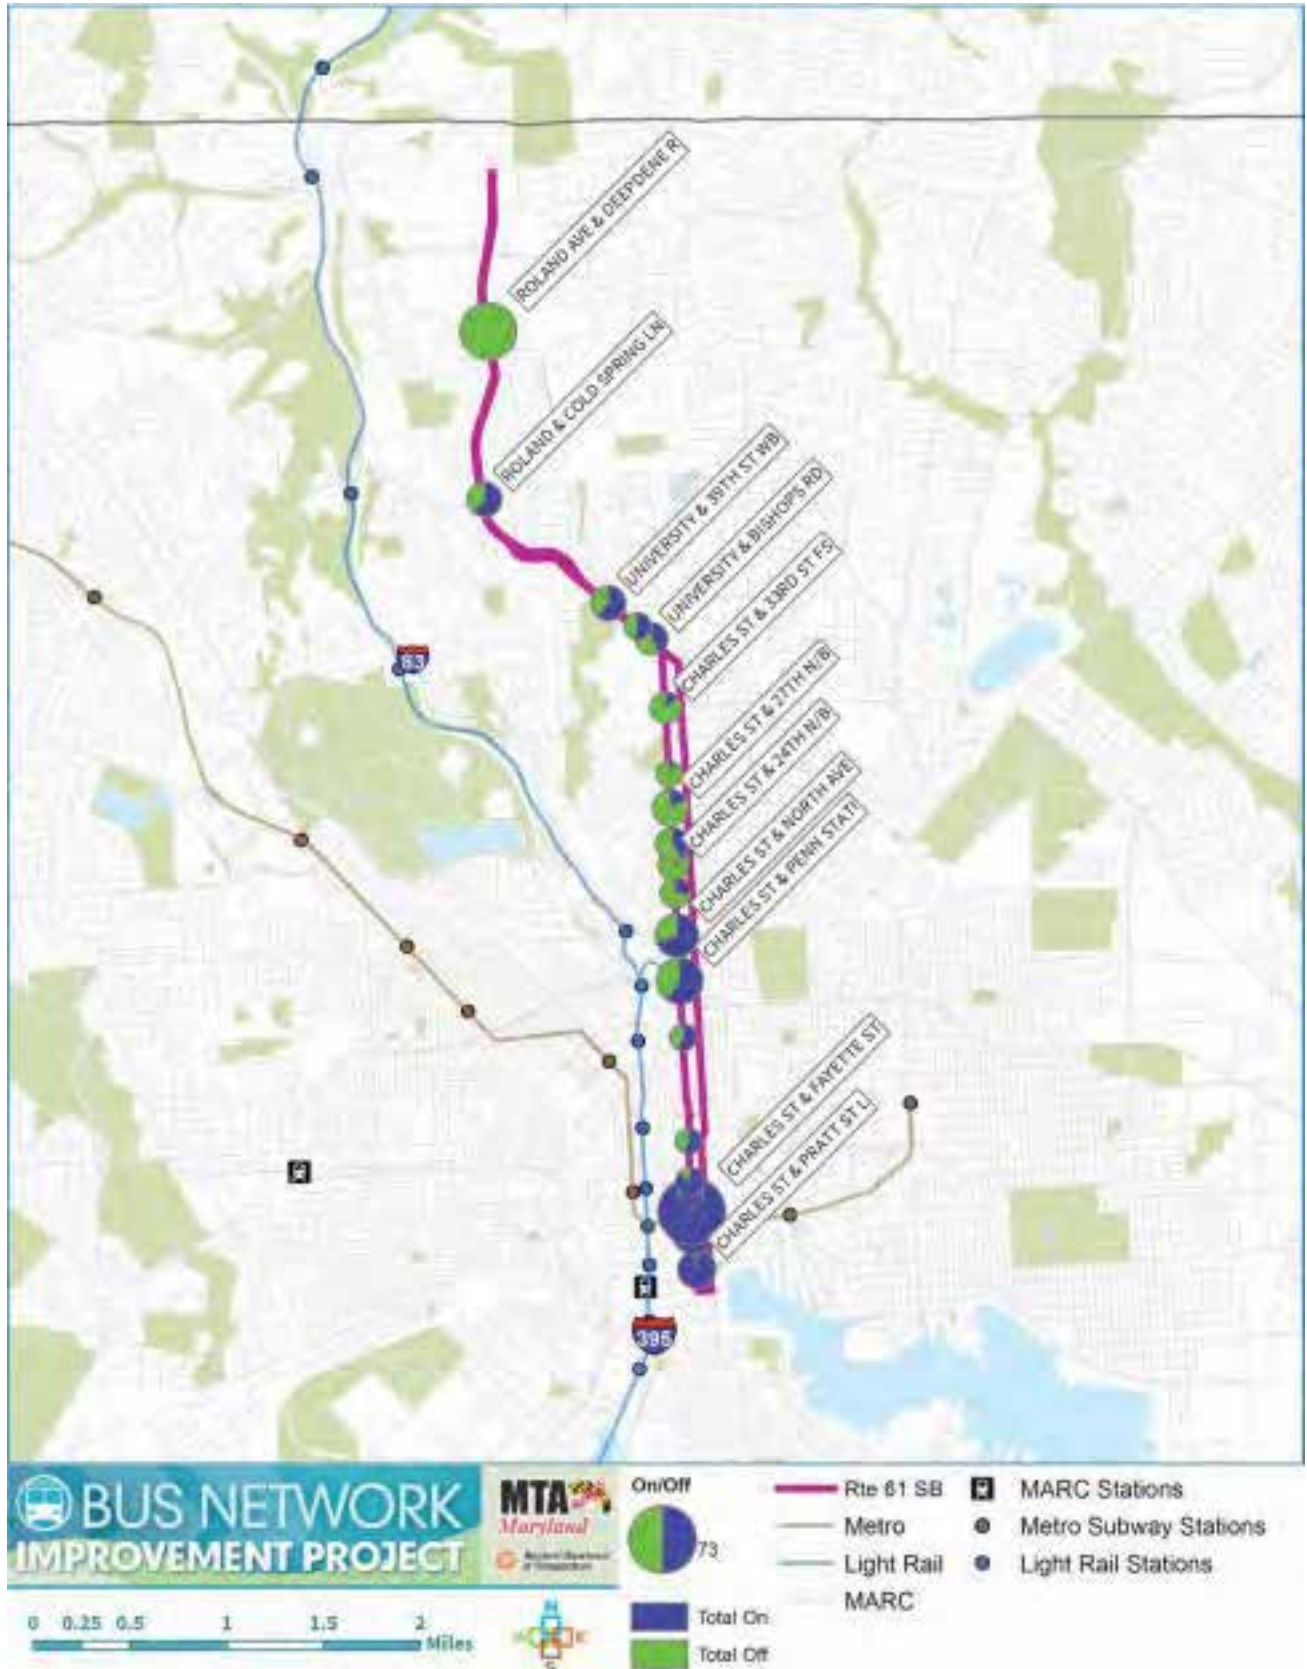 ROLAND AVE & DEEPDENE R
ROLAND & COLD SPRING LN
UNIVERSITY & 39TH ST WB
UNIVERSITY & BISHOPS RD
CHARLES ST & 33RD ST FS
83
CHARLES ST & 27TH N/B
CHARLES ST & 24TH N/B
CHARLES ST & NORTH AVE
CHARLES ST & PENN STATI
CHARLES ST & FAYETTE ST
CHARLES ST & PRATT ST L
395
BUS NETWORK
IMPROVEMENT PROJECT
MTA
Maryland
On/Off
73
Total On
Total Off
Rte 61 SB
Metro
Light Rail
MARC
MARC Stations
Metro Subway Stations
Light Rail Stations
0 0.25 0.5 1 1.5 2
Miles
N
E
S